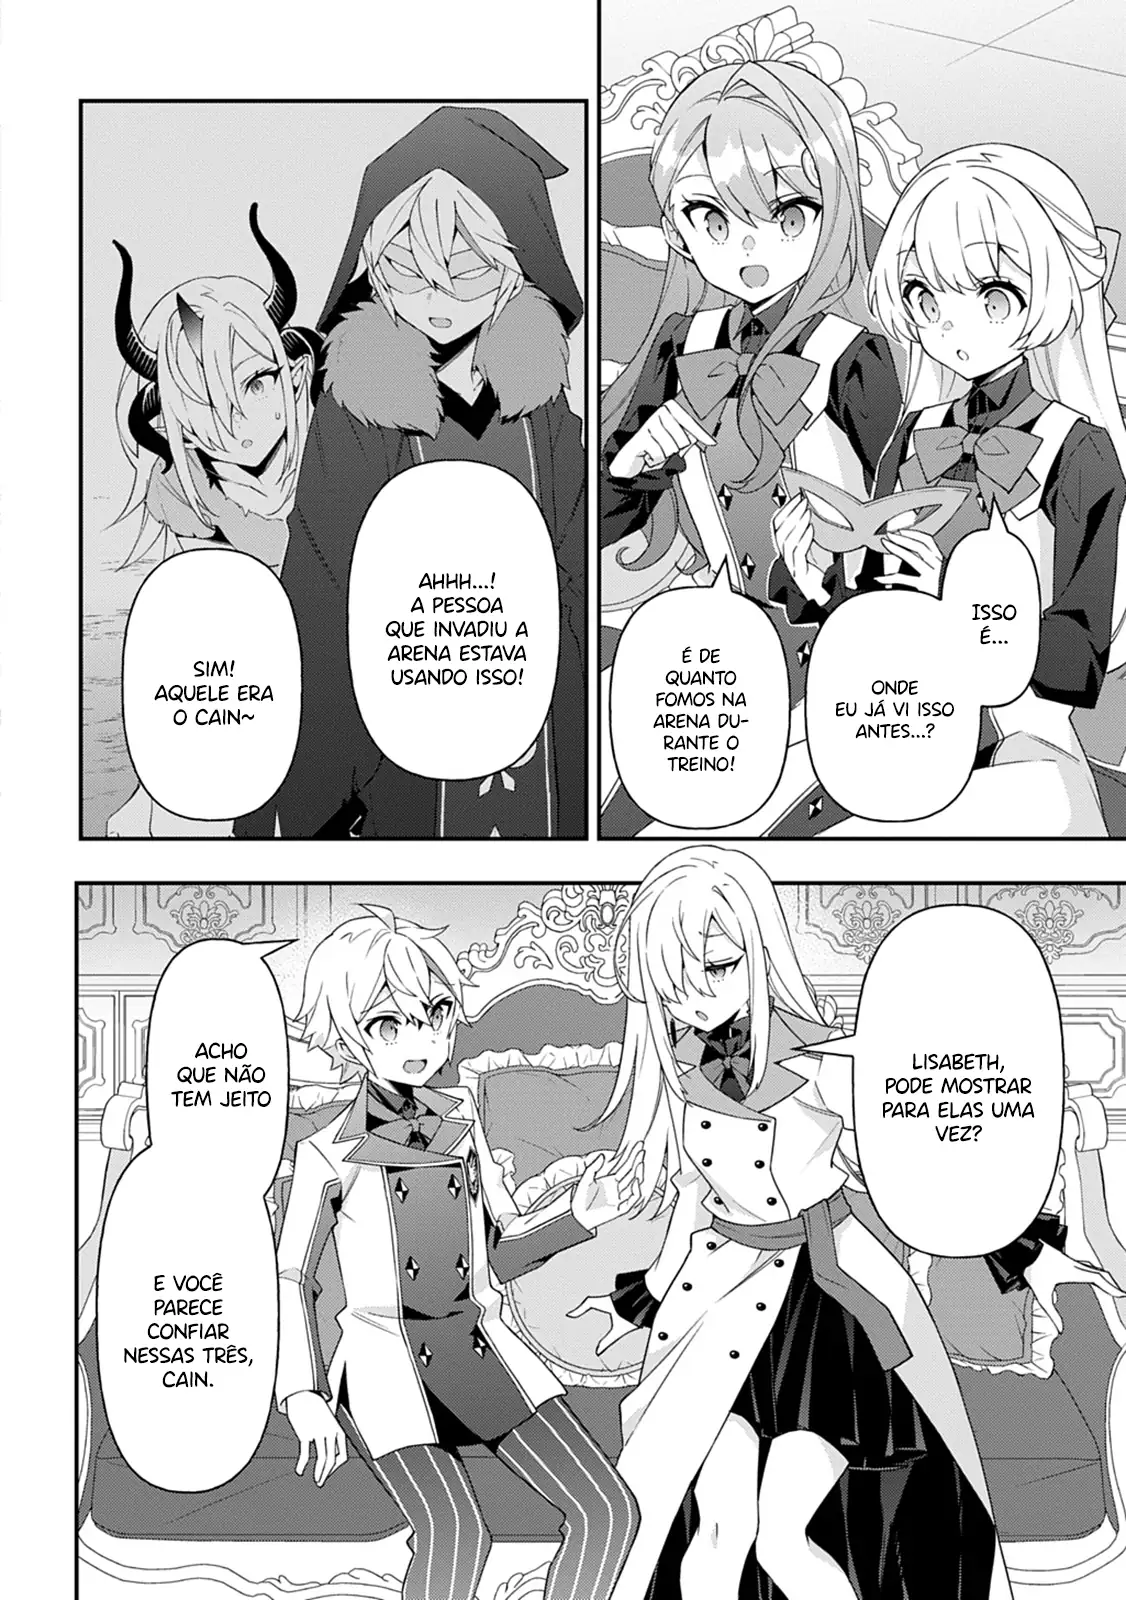 ISSO
É...
ONDE
EU JÁ VI ISSO
ANTES...?
É DE
QUANTO
FOMOS NA
ARENA DU-
RANTE O
TREINO!
AHHH...!
A PESSOA
QUE INVADIU A
ARENA ESTAVA
USANDO ISSO!
SIM!
AQUELE ERA
O CAIN~
LISABETH,
PODE MOSTRAR
PARA ELAS UMA
VEZ?
ACHO
QUE NÃO
TEM JEITO
E VOCÊ
PARECE
CONFIAR
NESSAS TRÊS,
CAIN.